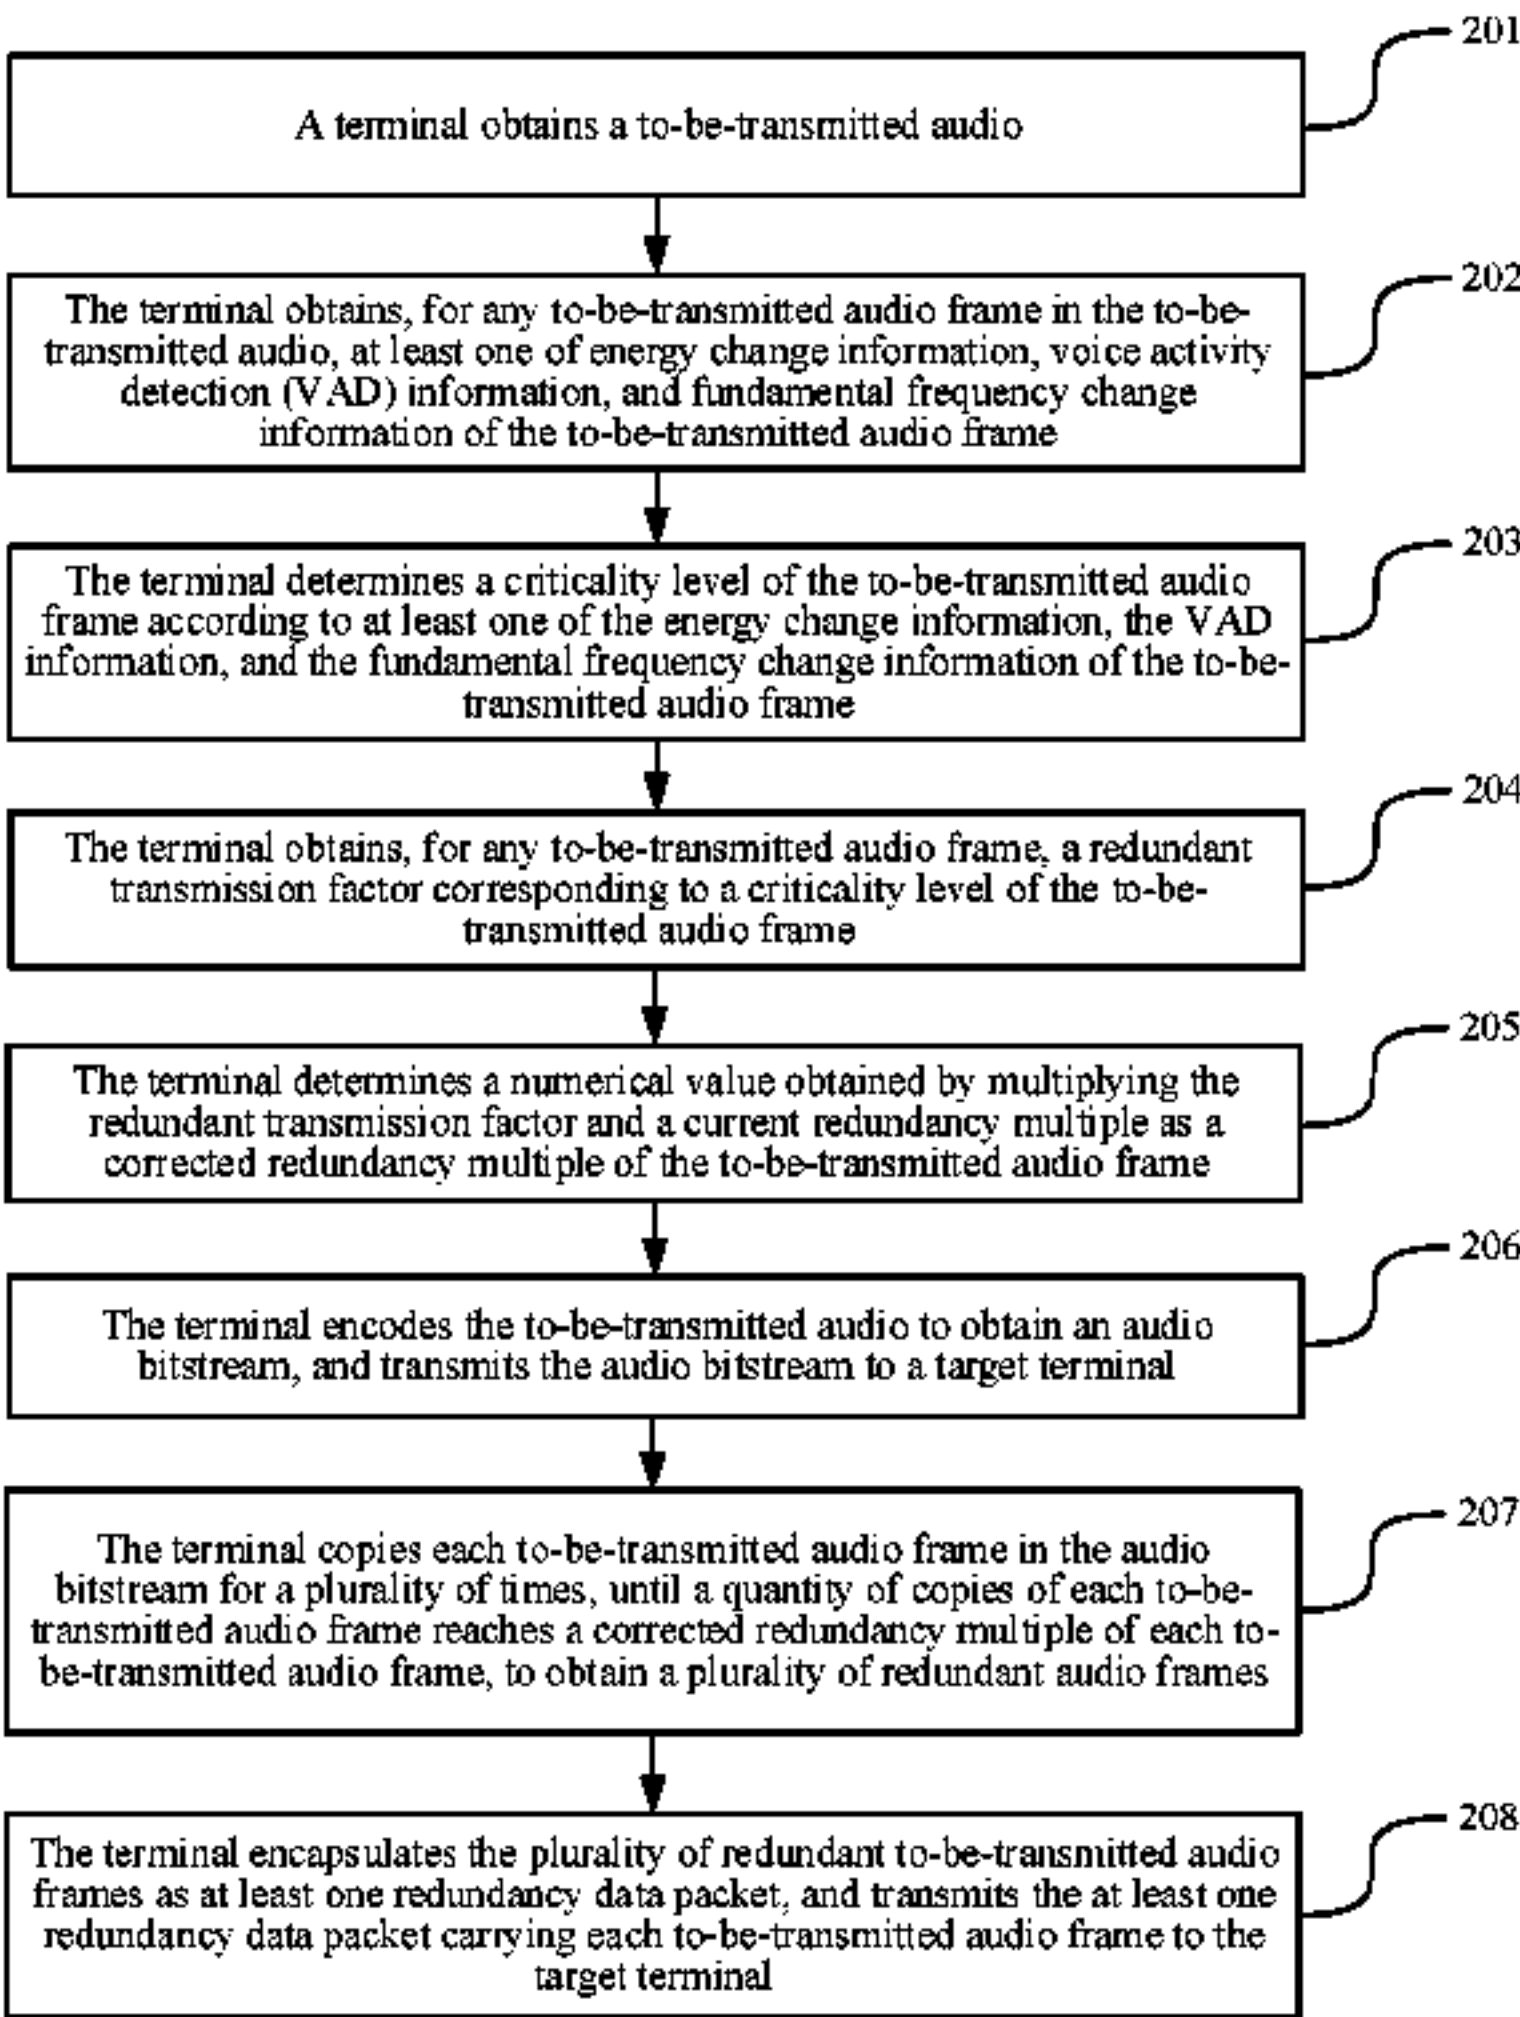 201
A terminal obtains a to-be-transmitted audio
202
The terminal obtains, for any to-be-transmitted audio frame in the to-be-
transmitted audio, at least one of energy change information, voice activity
detection (VAD) information, and fundamental frequency change
information of the to-be-transmitted audio frame
203
The terminal determines a criticality level of the to-be-transmitted audio
frame according to at least one of the energy change information, the VAD
information, and the fundamental frequency change information of the to-be-
transmitted audio frame
204
The terminal obtains, for any to-be-transmitted audio frame, a redundant
transmission factor corresponding to a criticality level of the to-be-
transmitted audio frame
205
The terminal determines a numerical value obtained by multiplying the
redundant transmission factor and a current redundancy multiple as a
corrected redundancy multiple of the to-be-transmitted audio frame
206
The terminal encodes the to-be-transmitted audio to obtain an audio
bitstream, and transmits the audio bitstream to a target terminal
207
The terminal copies each to-be-transmitted audio frame in the audio
bitstream for a plurality of times, until a quantity of copies of each to-be-
transmitted audio frame reaches a corrected redundancy multiple of each to-
be-transmitted audio frame, to obtain a plurality of redundant audio frames
208
The terminal encapsulates the plurality of redundant to-be-transmitted audio
frames as at least one redundancy data packet, and transmits the at least one
redundancy data packet carrying each to-be-transmitted audio frame to the
target terminal